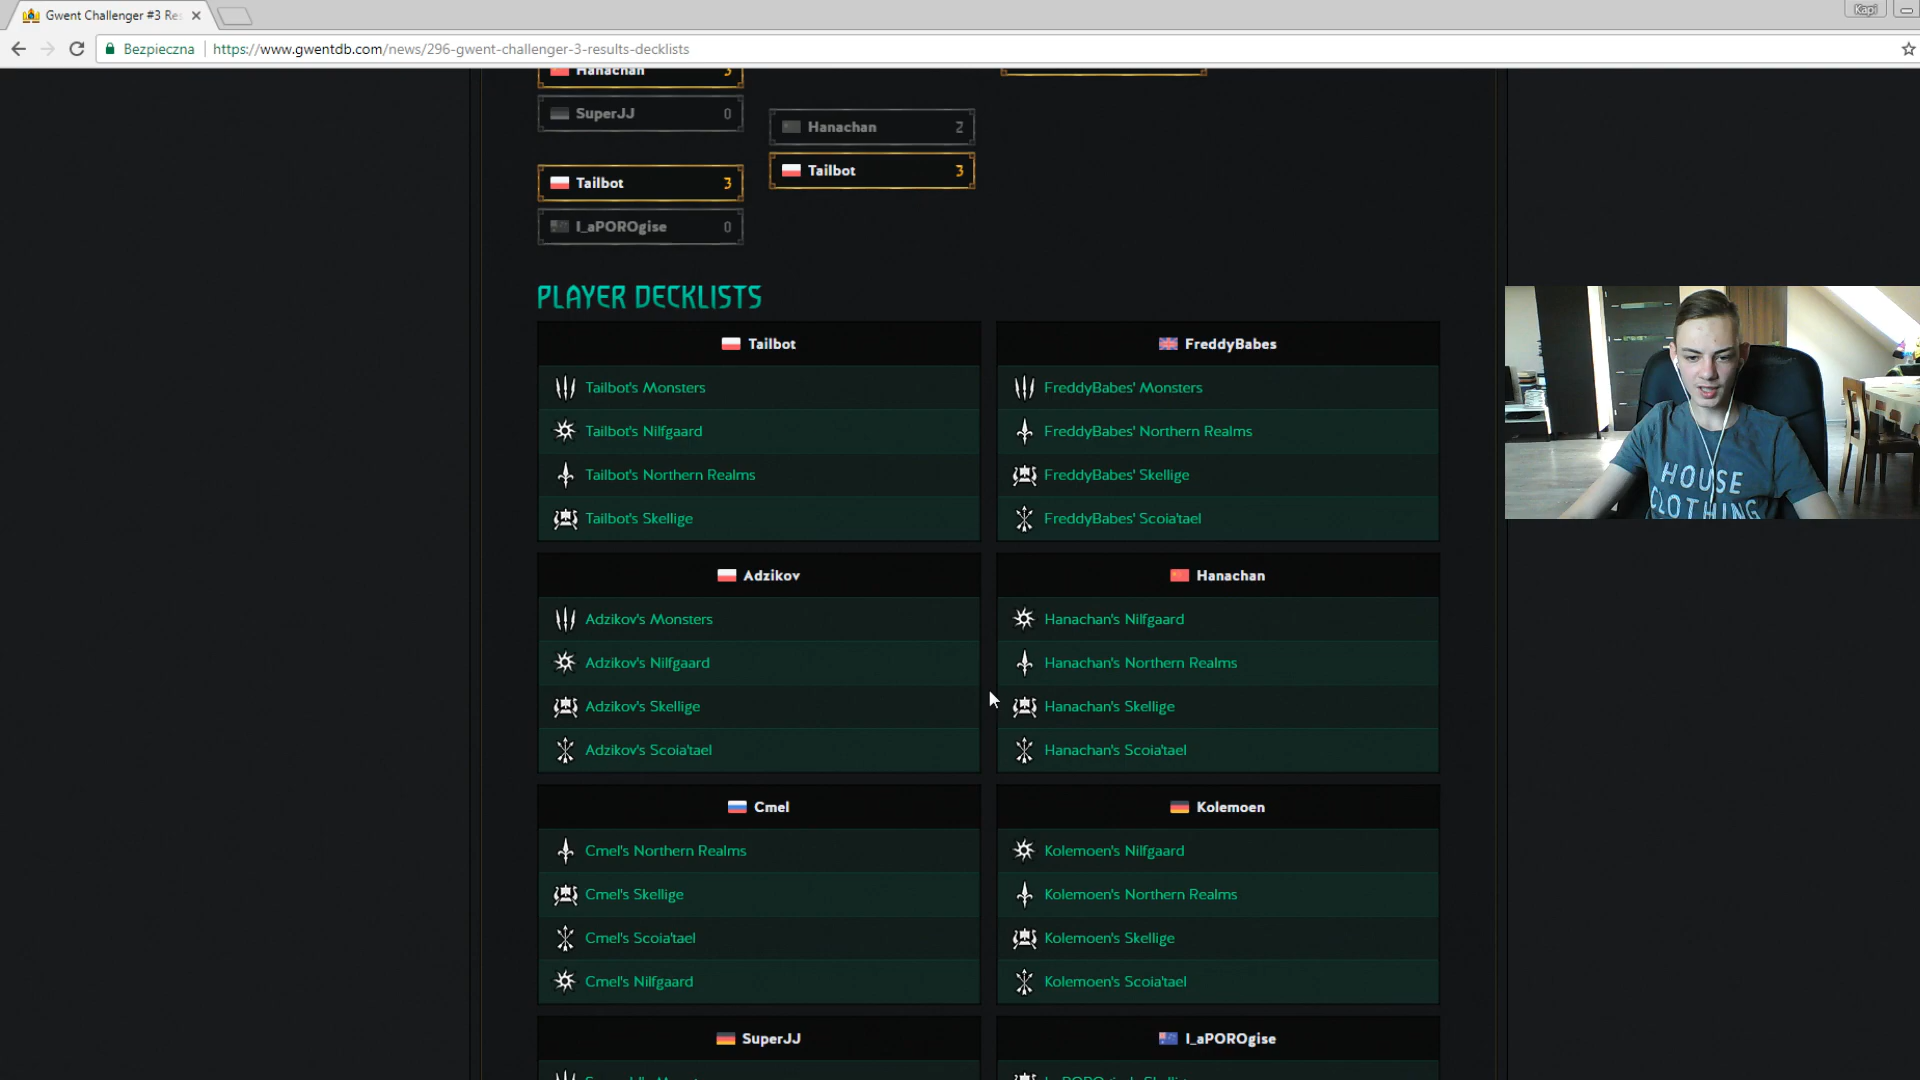 Gwent Challenger #3 Res
Kapi
Bezpieczna
https://www.gwentdb.com/news/296-gwent-challenger-3-results-decklists
Hanachan 3
SuperJJ 0
Hanachan 2
Tailbot 3
Tailbot 3
I_aPOROgise 0
PLAYER DECKLISTS
Tailbot
Tailbot's Monsters
Tailbot's Nilfgaard
Tailbot's Northern Realms
Tailbot's Skellige
FreddyBabes
FreddyBabes' Monsters
FreddyBabes' Northern Realms
FreddyBabes' Skellige
FreddyBabes' Scoia'tael
Adzikov
Adzikov's Monsters
Adzikov's Nilfgaard
Adzikov's Skellige
Adzikov's Scoia'tael
Hanachan
Hanachan's Nilfgaard
Hanachan's Northern Realms
Hanachan's Skellige
Hanachan's Scoia'tael
Cmel
Cmel's Northern Realms
Cmel's Skellige
Cmel's Scoia'tael
Cmel's Nilfgaard
Kolemoen
Kolemoen's Nilfgaard
Kolemoen's Northern Realms
Kolemoen's Skellige
Kolemoen's Scoia'tael
SuperJJ
I_aPOROgise
HOUSE
CLOTHING